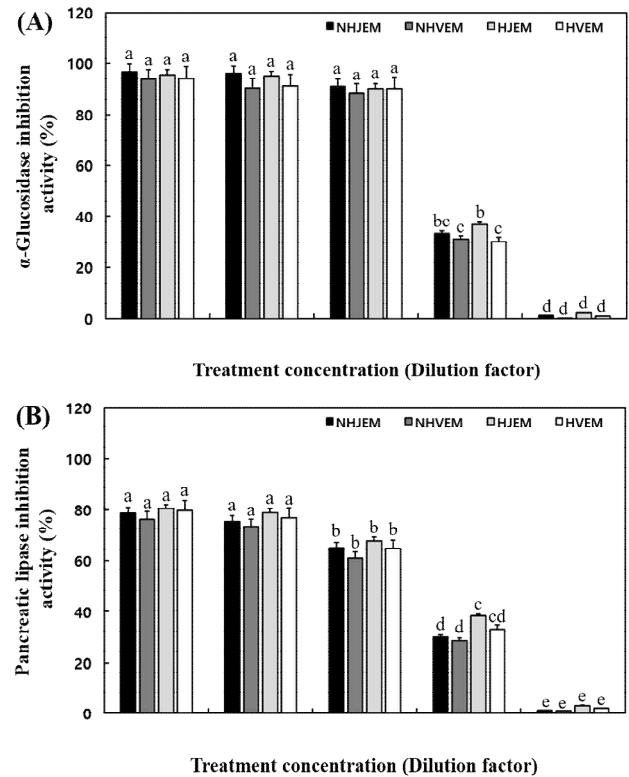 (A)
120
100
80
60
40
20
0
α-Glucosidase inhibition
activity (%)
NHJEM NHVEM HJEM HVEM
a a a a a a a a a a a a
bc c b c
d d d d
Treatment concentration (Dilution factor)
(B)
120
100
80
60
40
20
0
Pancreatic lipase inhibition
activity (%)
NHJEM NHVEM HJEM HVEM
a a a a a a a a
b b b b
d d c cd
e e e e
Treatment concentration (Dilution factor)